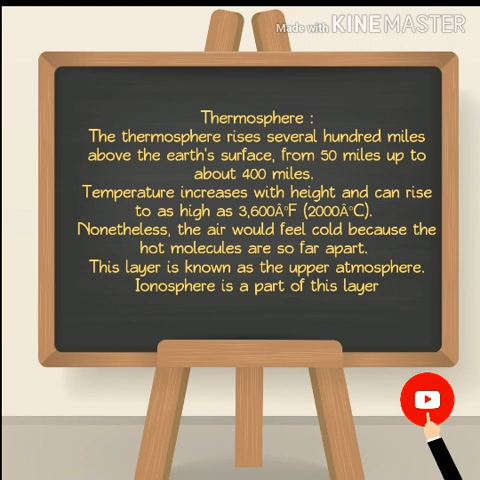 Made with KINEMASTER
Thermosphere :
The thermosphere rises several hundred miles
above the earth's surface, from 50 miles up to
about 400 miles.
Temperature increases with height and can rise
to as high as 3,600Â°F (2000Â°C).
Nonetheless, the air would feel cold because the
hot molecules are so far apart.
This layer is known as the upper atmosphere.
Ionosphere is a part of this layer